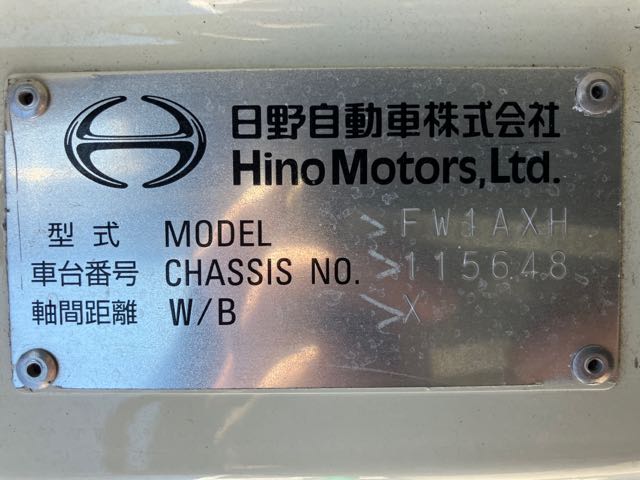 日野自動車株式会社
Hino Motors, Ltd.
型式 MODEL FW1AXH
車台番号 CHASSIS NO. 115648
軸間距離 W/B X